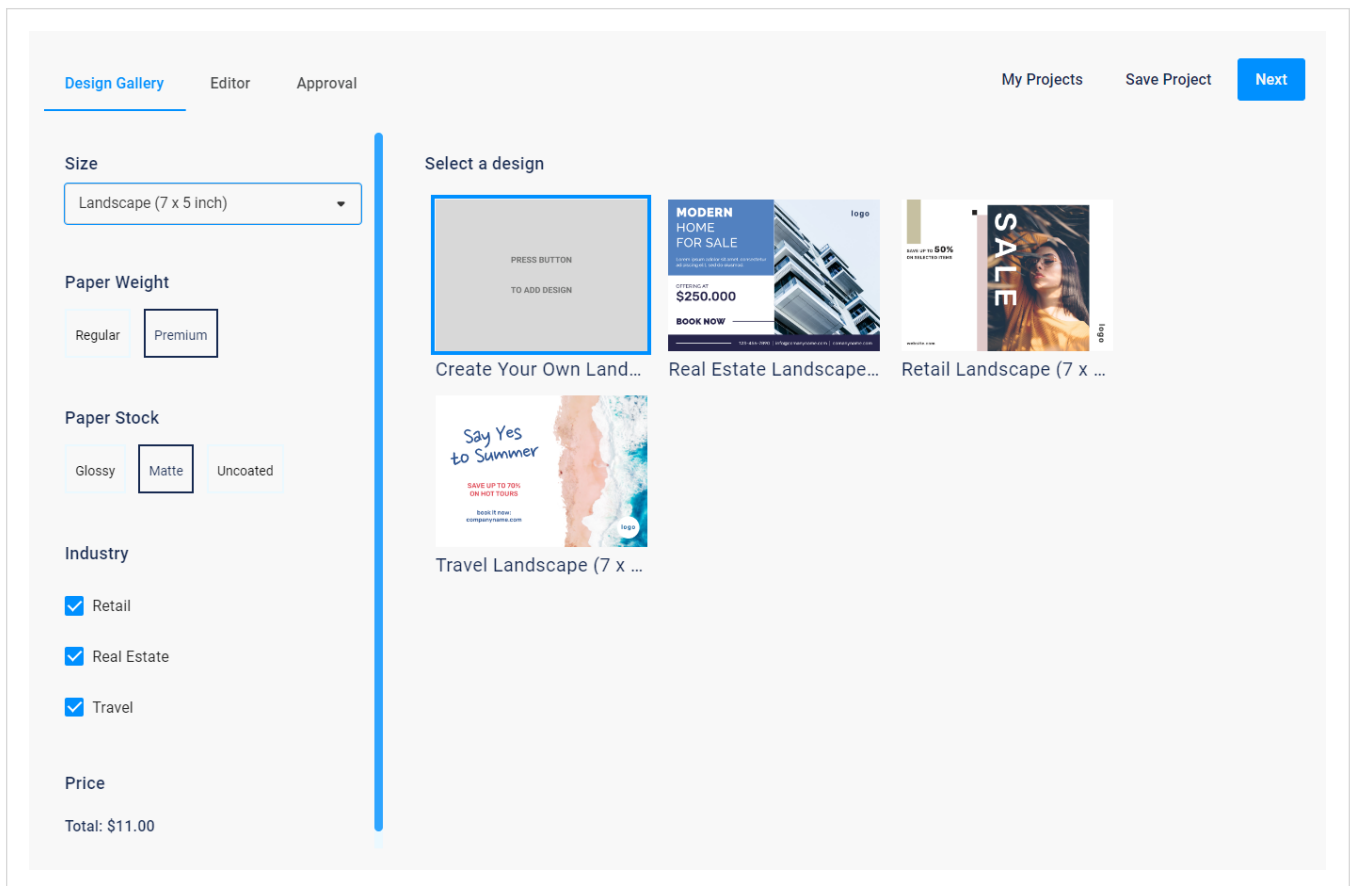 Design Gallery
Editor
Approval
My Projects
Save Project
Next
Size
Landscape (7 x 5 inch)
Paper Weight
Regular
Premium
Paper Stock
Glossy
Matte
Uncoated
Industry
Retail
Real Estate
Travel
Price
Total: $11.00
Select a design
PRESS BUTTON
TO ADD DESIGN
Create Your Own Land...
MODERN
HOME
FOR SALE
logo
OFFERING AT
$250.000
BOOK NOW
Real Estate Landscape...
SAVE UP TO 50%
ON SELECTED ITEMS
SALE
website.com
logo
Retail Landscape (7 x ...
Say Yes
to Summer
SAVE UP TO 70%
ON HOT TOURS
book it now:
companyname.com
logo
Travel Landscape (7 x ...